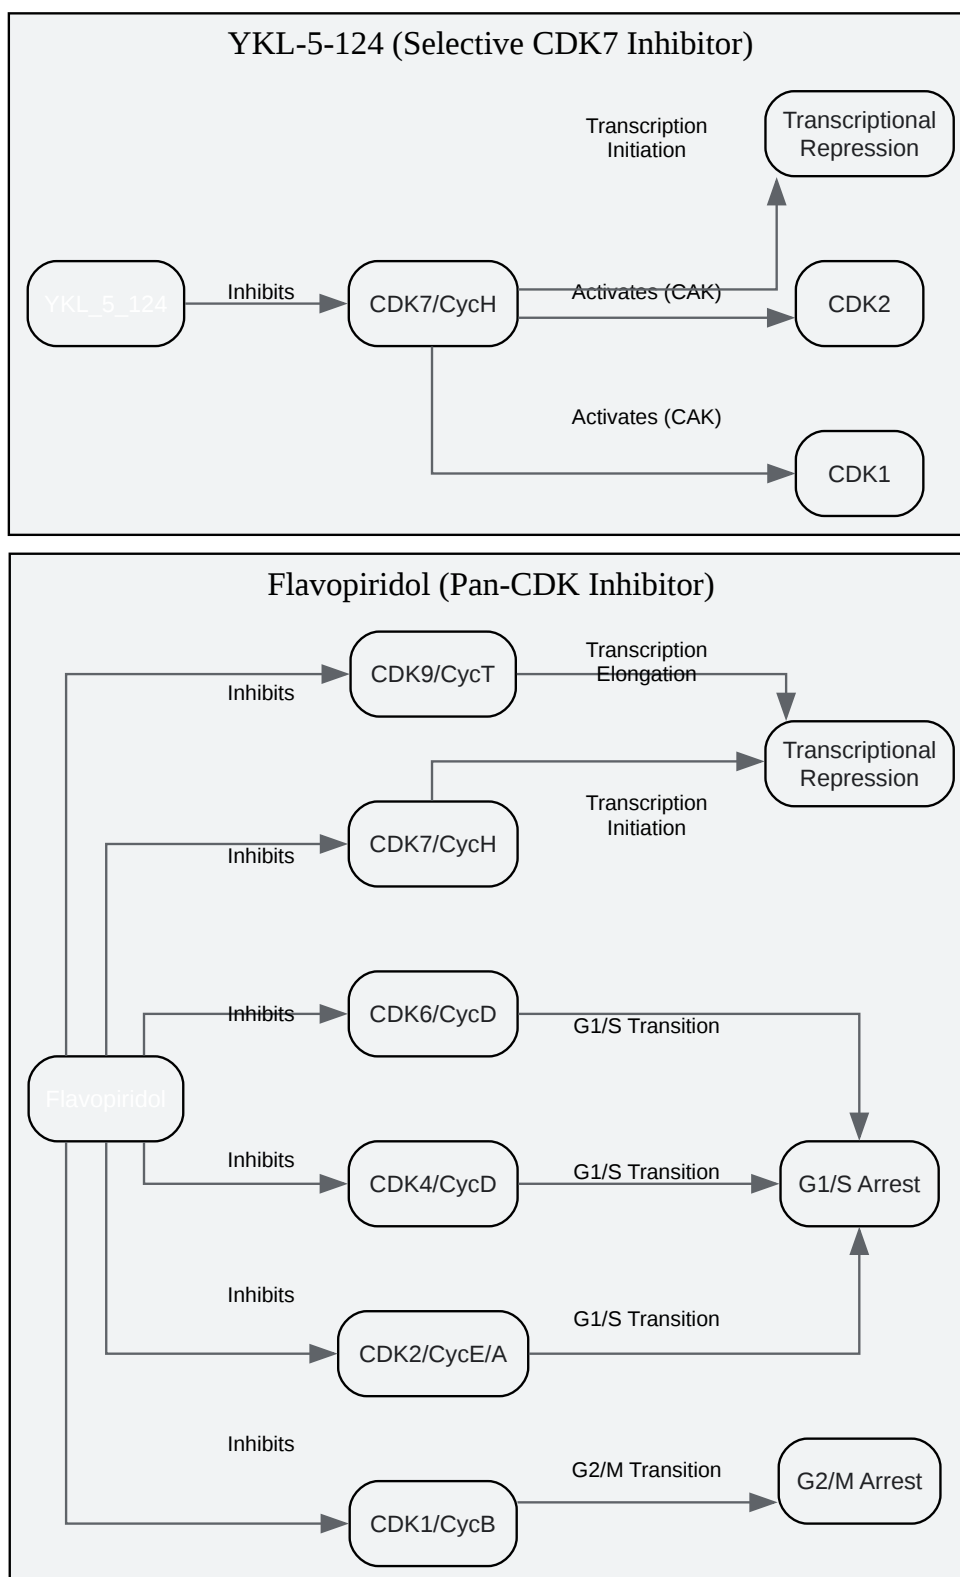 YKL-5-124 (Selective CDK7 Inhibitor)
Transcription
Initiation
Transcriptional
Repression
YKL_5_124
Inhibits
CDK7/CycH
Activates (CAK)
CDK2
Activates (CAK)
CDK1
Flavopiridol (Pan-CDK Inhibitor)
Inhibits
CDK9/CycT
Transcription
Elongation
Transcriptional
Repression
Inhibits
CDK7/CycH
Transcription
Initiation
Inhibits
CDK6/CycD
G1/S Transition
Flavopiridol
Inhibits
CDK4/CycD
G1/S Transition
G1/S Arrest
Inhibits
CDK2/CycE/A
G1/S Transition
Inhibits
CDK1/CycB
G2/M Transition
G2/M Arrest